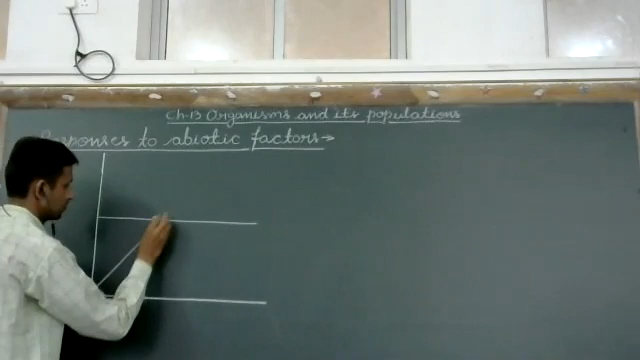 Ch-13 Organisms and its populations
Responses to abiotic factors→